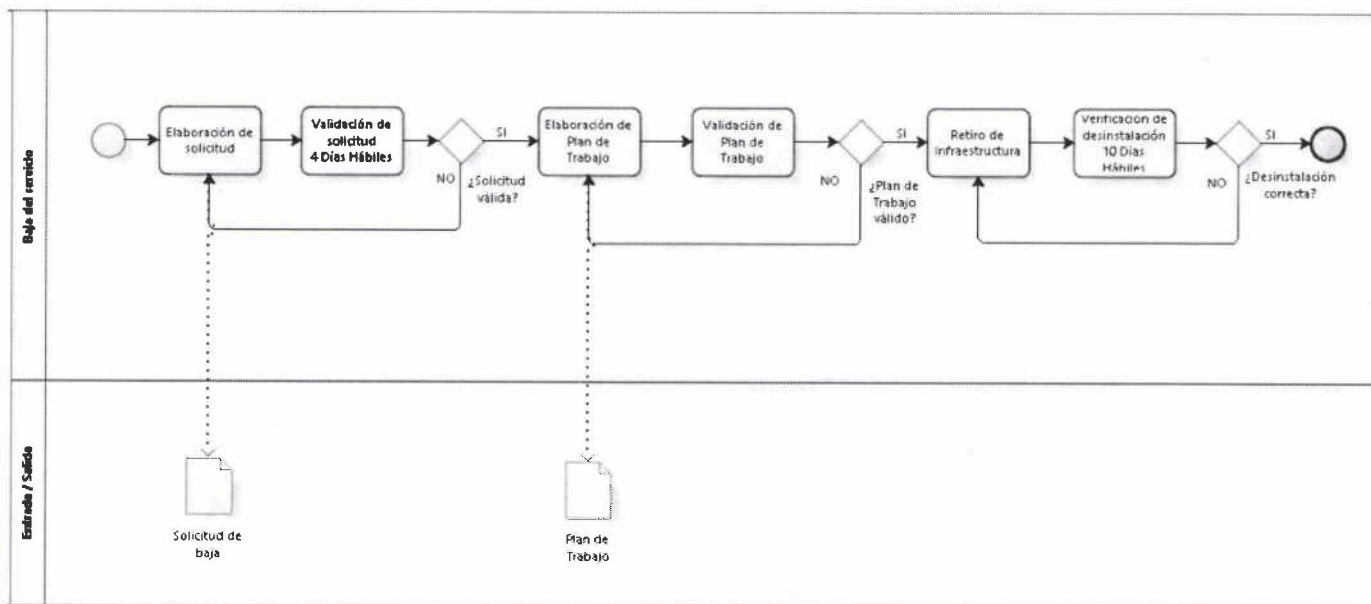 Baja del servicio
Elaboración de
solicitud
Validación de
solicitud
4 Días Hábiles
SI
NO
¿Solicitud
válida?
Elaboración de
Plan de
Trabajo
Validación de
Plan de
Trabajo
SI
NO
¿Plan de
Trabajo
válido?
Retiro de
infraestructura
Verificación de
desinstalación
10 Días
Hábiles
SI
NO
¿Desinstalación
correcta?
Entrada / Salida
Solicitud de
baja
Plan de
Trabajo